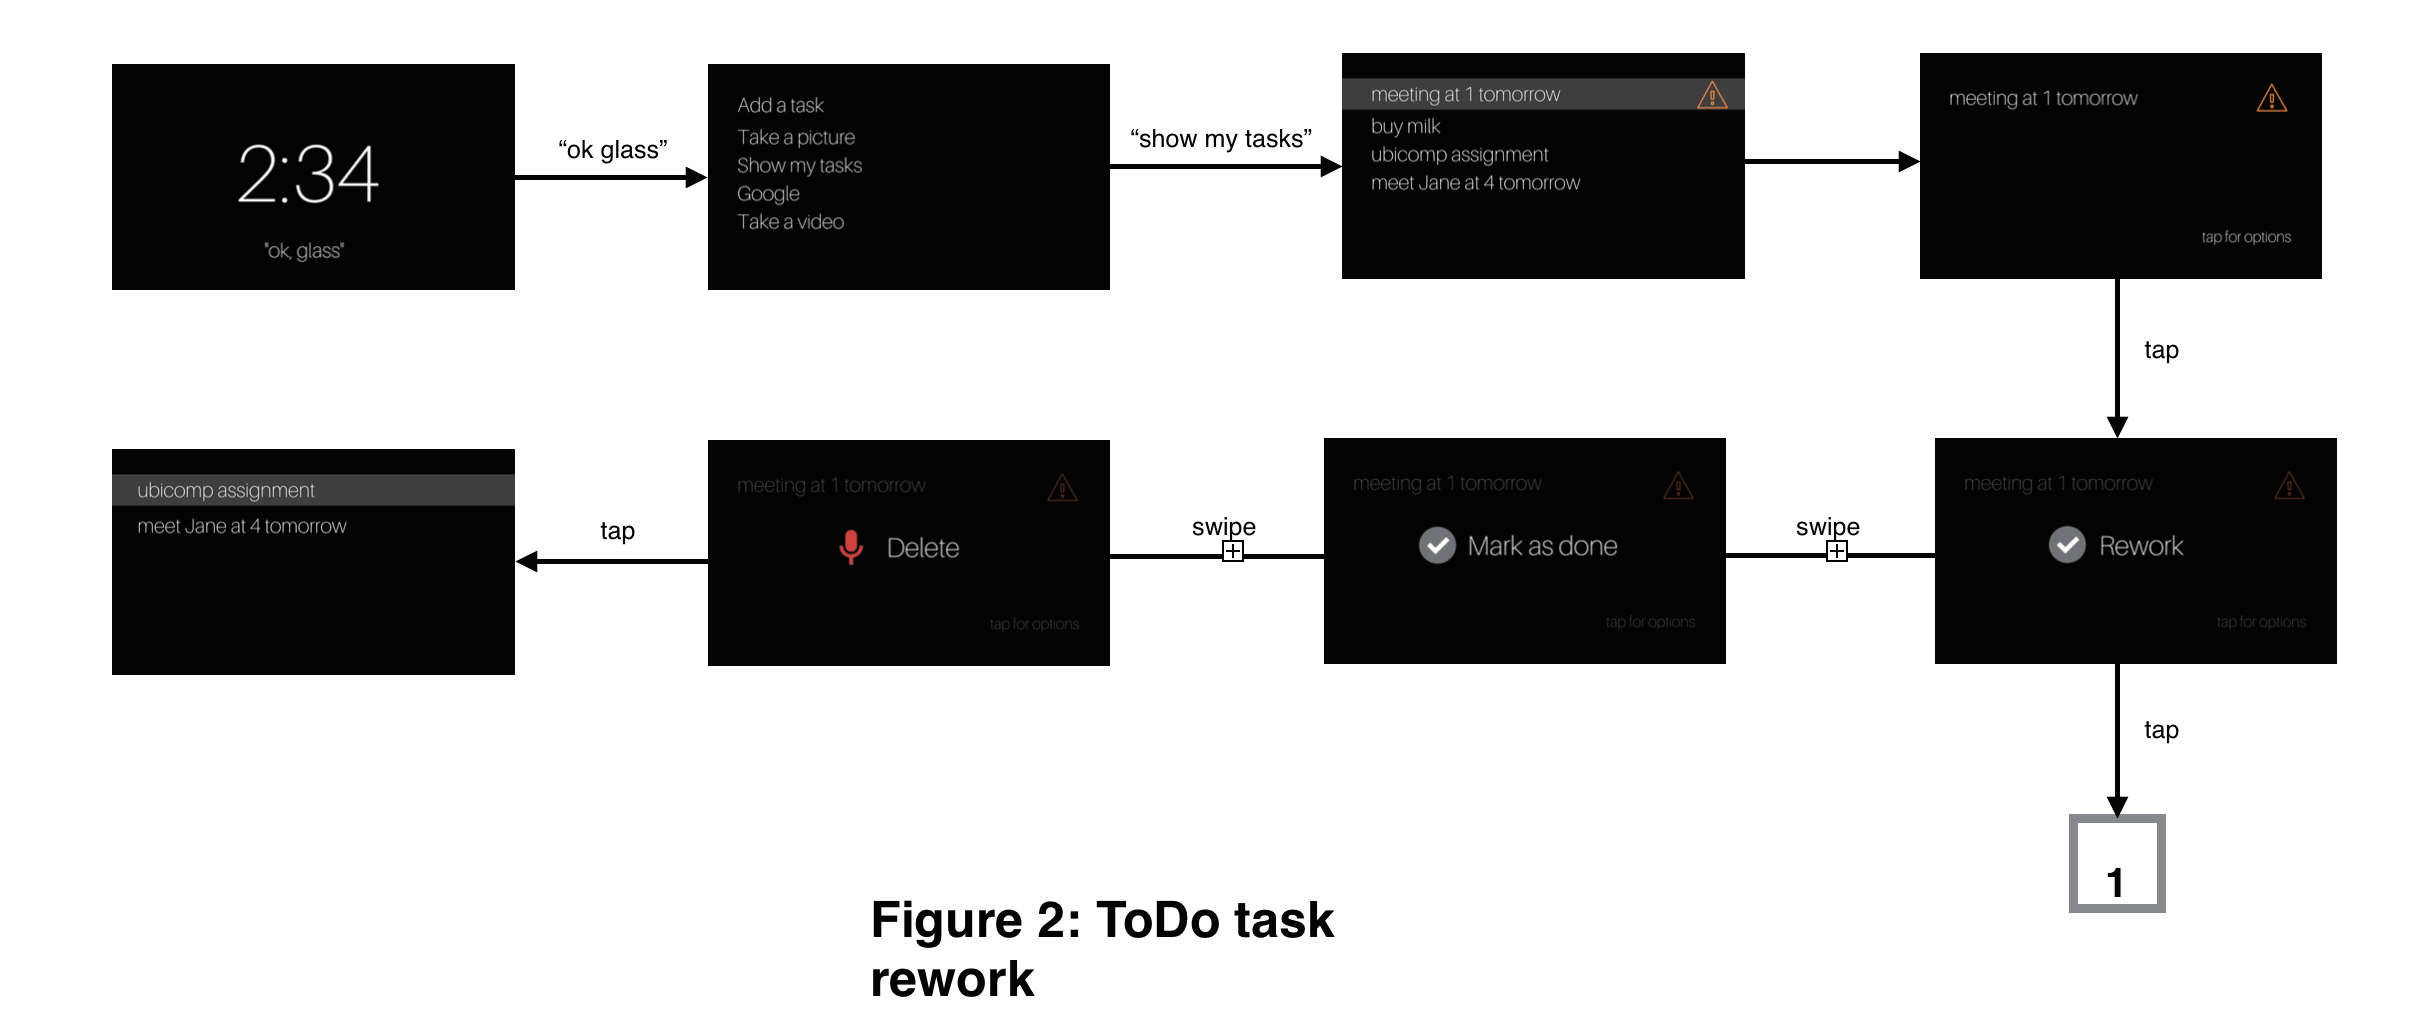 2:34
"ok, glass"
“ok glass”
Add a task
Take a picture
Show my tasks
Google
Take a video
“show my tasks”
meeting at 1 tomorrow
buy milk
ubicomp assignment
meet Jane at 4 tomorrow
meeting at 1 tomorrow
tap for options
tap
ubicomp assignment
meet Jane at 4 tomorrow
tap
meeting at 1 tomorrow
Delete
tap for options
swipe
meeting at 1 tomorrow
Mark as done
tap for options
swipe
meeting at 1 tomorrow
Rework
tap for options
tap
1
Figure 2: ToDo task
rework